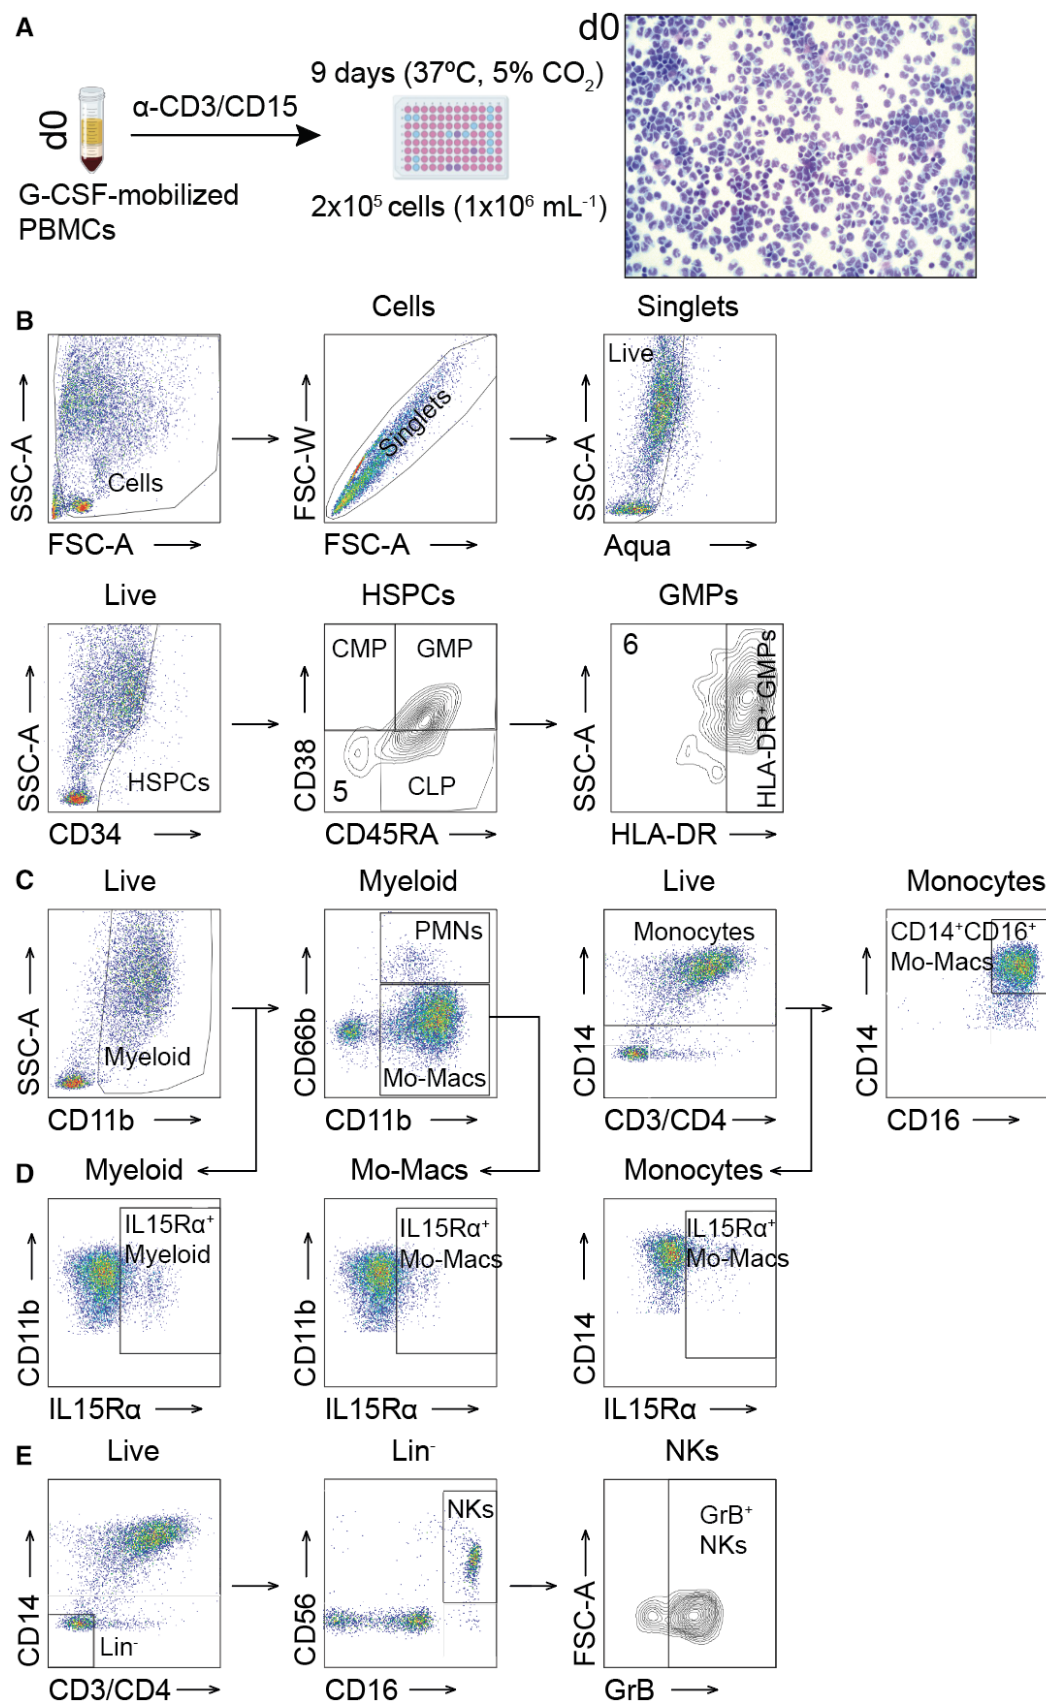 A
d0
α-CD3/CD15
G-CSF-mobilized
PBMCs
9 days (37ºC, 5% CO₂)
2x10⁵ cells (1x10⁶ mL⁻¹)
d0
B
Cells
Singlets
SSC-A
Cells
FSC-A
FSC-W
Singlets
FSC-A
SSC-A
Live
Aqua
Live
HSPCs
GMPs
SSC-A
HSPCs
CD34
CD38
CMP
GMP
5
CLP
CD45RA
SSC-A
6
HLA-DR⁺ GMPs
HLA-DR
C
Live
Myeloid
Live
Monocytes
SSC-A
Myeloid
CD11b
CD66b
PMNs
Mo-Macs
CD11b
CD14
Monocytes
CD3/CD4
CD14
CD14⁺CD16⁺
Mo-Macs
CD16
D
Myeloid
Mo-Macs
Monocytes
CD11b
IL15Rα⁺
Myeloid
IL15Rα
CD11b
IL15Rα⁺
Mo-Macs
IL15Rα
CD14
IL15Rα⁺
Mo-Macs
IL15Rα
E
Live
Lin⁻
NKs
CD14
Lin⁻
CD3/CD4
CD56
NKs
CD16
FSC-A
GrB⁺
NKs
GrB